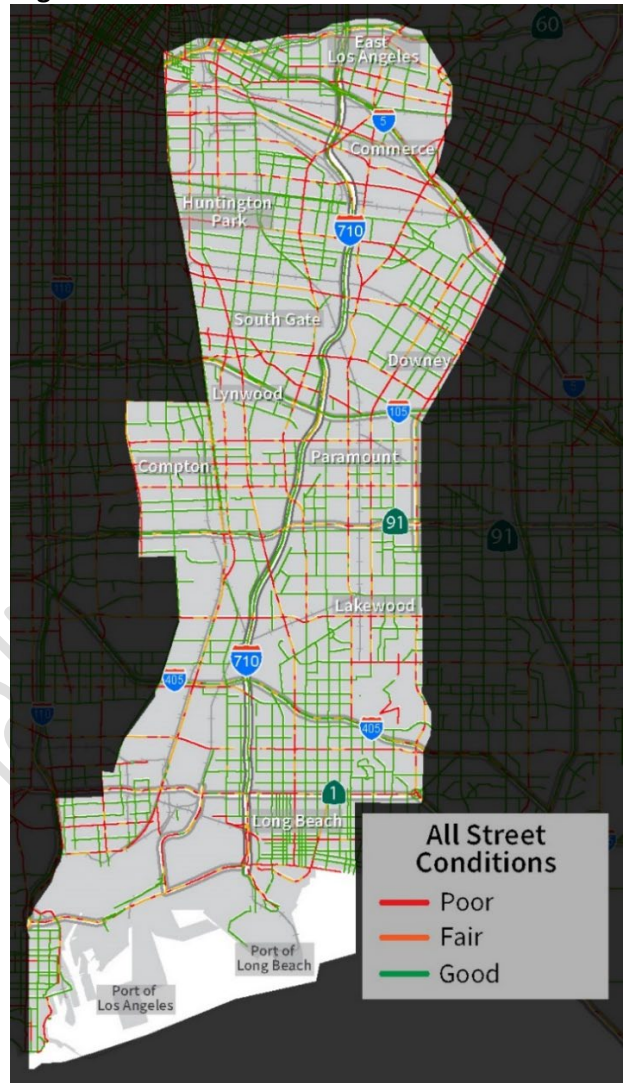 60
East
Los Angeles
5
Commerce
Huntington
Park
710
110
South Gate
Downey
Lynwood
5
105
Compton
Paramount
91
91
Lakewood
710
405
110
405
1
Long Beach
All Street
Conditions
Poor
Fair
Good
Port of
Long Beach
Port of
Los Angeles